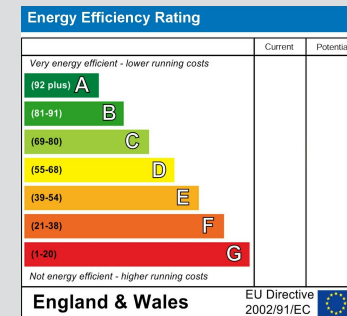 Energy Efficiency Rating
Current
Very energy efficient - lower running costs
(92 plus) A
(81-91) B
(69-80) C
(55-68) D
(39-54) E
(21-38) F
(1-20) G
Not energy efficient - higher running costs
England & Wales
EU Directive
2002/91/EC